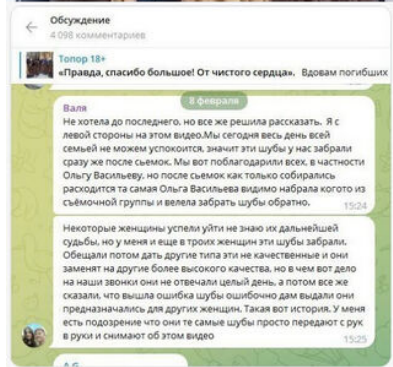 Обсуждение
4 098 комментариев
Топор 18+
«Правда, спасибо большое! От чистого сердца». Вдовам погибших
8 февраля
Валя
Не хотела до последнего, но все же решила рассказать. Я с
левой стороны на этом видео.Мы сегодня весь день всей
семьей не можем успокоится, значит эти шубы у нас забрали
сразу же после сьемок. Мы вот поблагодарили всех, в частности
Ольгу Васильеву, но после сьемок как только собирались
расходится та самая Ольга Васильева видимо набрала когото из
съёмочной группы и велела забрать шубы обратно.
15:24
Некоторые женщины успели уйти не знаю их дальнейшей
судьбы, но у меня и еще в троих женщин эти шубы забрали.
Обещали потом дать другие типа эти не качественные и они
заменят на другие более высокого качества, но в чем вот дело
на наши звонки они не отвечали целый день, а потом все же
сказали, что вышла ошибка шубы ошибочно дам выдали они
предназначались для других женщин. Такая вот история. У меня
есть подозрение что они те самые шубы просто передают с рук
в руки и снимают об этом видео
15:25